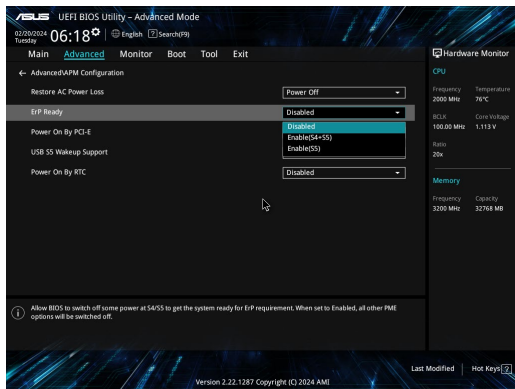 ASUS UEFI BIOS Utility – Advanced Mode
02/20/2024 Tuesday 06:18 English ? Search(F9)
Main Advanced Monitor Boot Tool Exit
Hardware Monitor
← Advanced\APM Configuration
Restore AC Power Loss Power Off
ErP Ready Disabled
Disabled
Enable(S4+S5)
Enable(S5)
Power On By PCI-E
USB S5 Wakeup Support
Power On By RTC Disabled
CPU
Frequency Temperature
2000 MHz 76°C
BCLK Core Voltage
100.00 MHz 1.113 V
Ratio
20x
Memory
Frequency Capacity
3200 MHz 32768 MB
i Allow BIOS to switch off some power at S4/S5 to get the system ready for ErP requirement. When set to Enabled, all other PME
options will be switched off.
Last Modified Hot Keys ?
Version 2.22.1287 Copyright (C) 2024 AMI